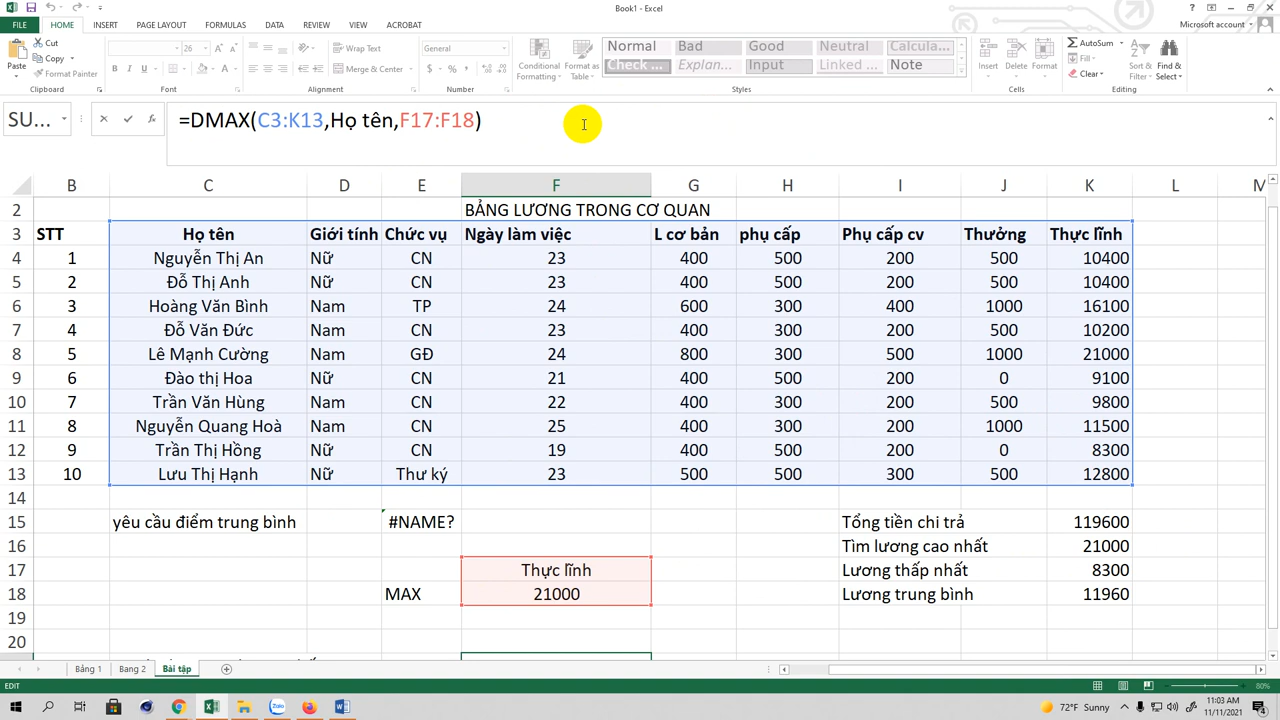 Book1 - Excel
FILE HOME INSERT PAGE LAYOUT FORMULAS DATA REVIEW VIEW ACROBAT Microsoft account
Cut
Copy
Format Painter
Paste
26
Wrap Text
Merge & Center
General
Conditional Formatting
Format as Table
Normal Bad Good Neutral Calcula...
Check ... Explan... Input Linked ... Note
Insert Delete Format
AutoSum
Fill
Clear
Sort & Filter
Find & Select
Clipboard Font Alignment Number Styles Cells Editing
SU... =DMAX(C3:K13,Họ tên,F17:F18)
B C D E F G H I J K L M
2 BẢNG LƯƠNG TRONG CƠ QUAN
3 STT Họ tên Giới tính Chức vụ Ngày làm việc L cơ bản phụ cấp Phụ cấp cv Thưởng Thực lĩnh
4 1 Nguyễn Thị An Nữ CN 23 400 500 200 500 10400
5 2 Đỗ Thị Anh Nữ CN 23 400 500 200 500 10400
6 3 Hoàng Văn Bình Nam TP 24 600 300 400 1000 16100
7 4 Đỗ Văn Đức Nam CN 23 400 300 200 500 10200
8 5 Lê Mạnh Cường Nam GĐ 24 800 300 500 1000 21000
9 6 Đào thị Hoa Nữ CN 21 400 500 200 0 9100
10 7 Trần Văn Hùng Nam CN 22 400 300 200 500 9800
11 8 Nguyễn Quang Hoà Nam CN 25 400 300 200 1000 11500
12 9 Trần Thị Hồng Nữ CN 19 400 500 200 0 8300
13 10 Lưu Thị Hạnh Nữ Thư ký 23 500 500 300 500 12800
14
15 yêu cầu điểm trung bình #NAME? Tổng tiền chi trả 119600
16 Tìm lương cao nhất 21000
17 Thực lĩnh Lương thấp nhất 8300
18 MAX 21000 Lương trung bình 11960
19
20
Bảng 1 Bang 2 Bài tập
EDIT 80%
72°F Sunny 11:03 AM
11/11/2021